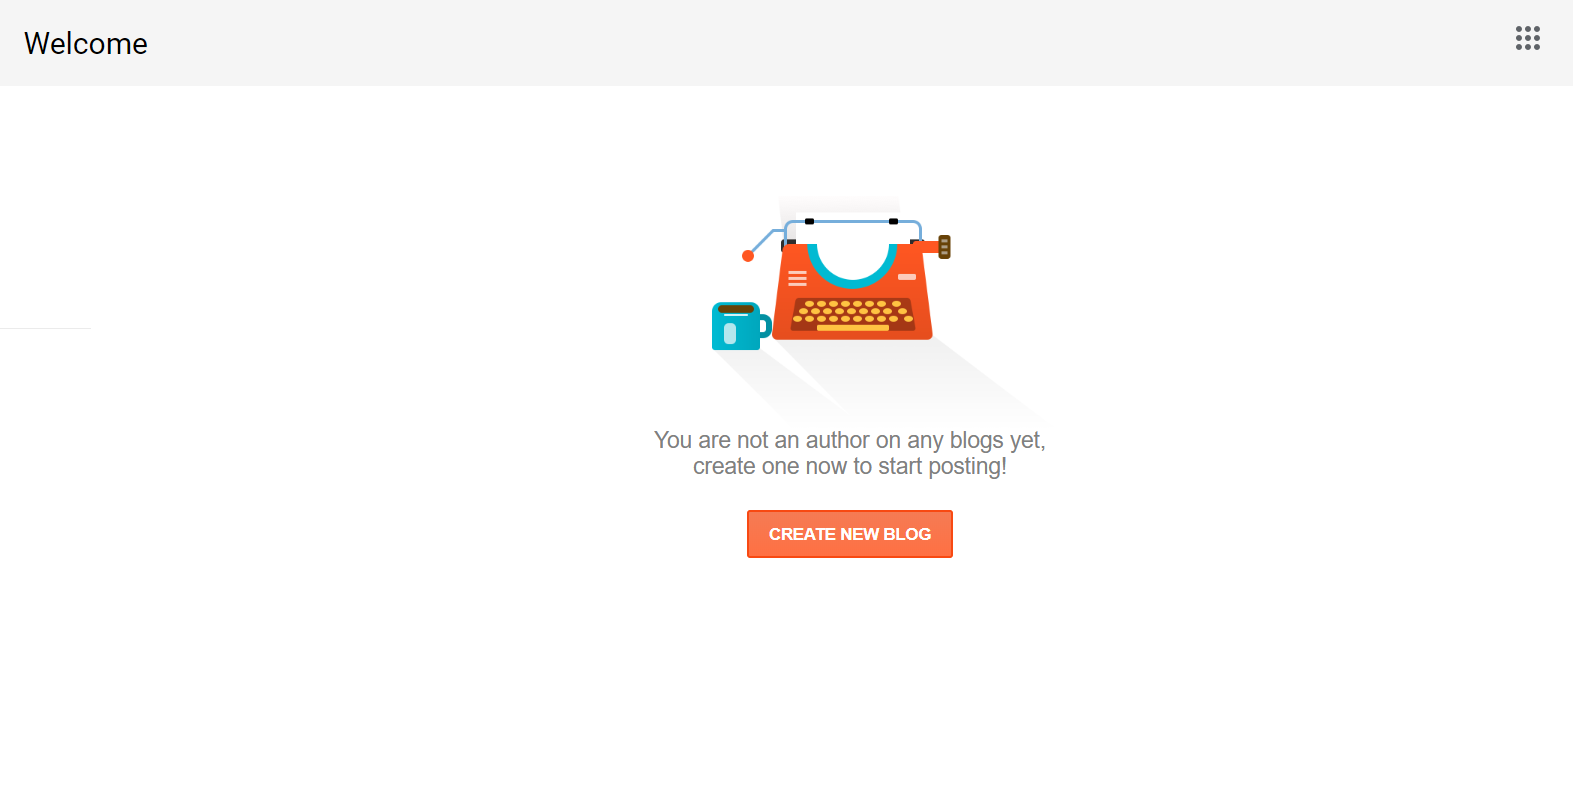 Welcome
You are not an author on any blogs yet,
create one now to start posting!
CREATE NEW BLOG